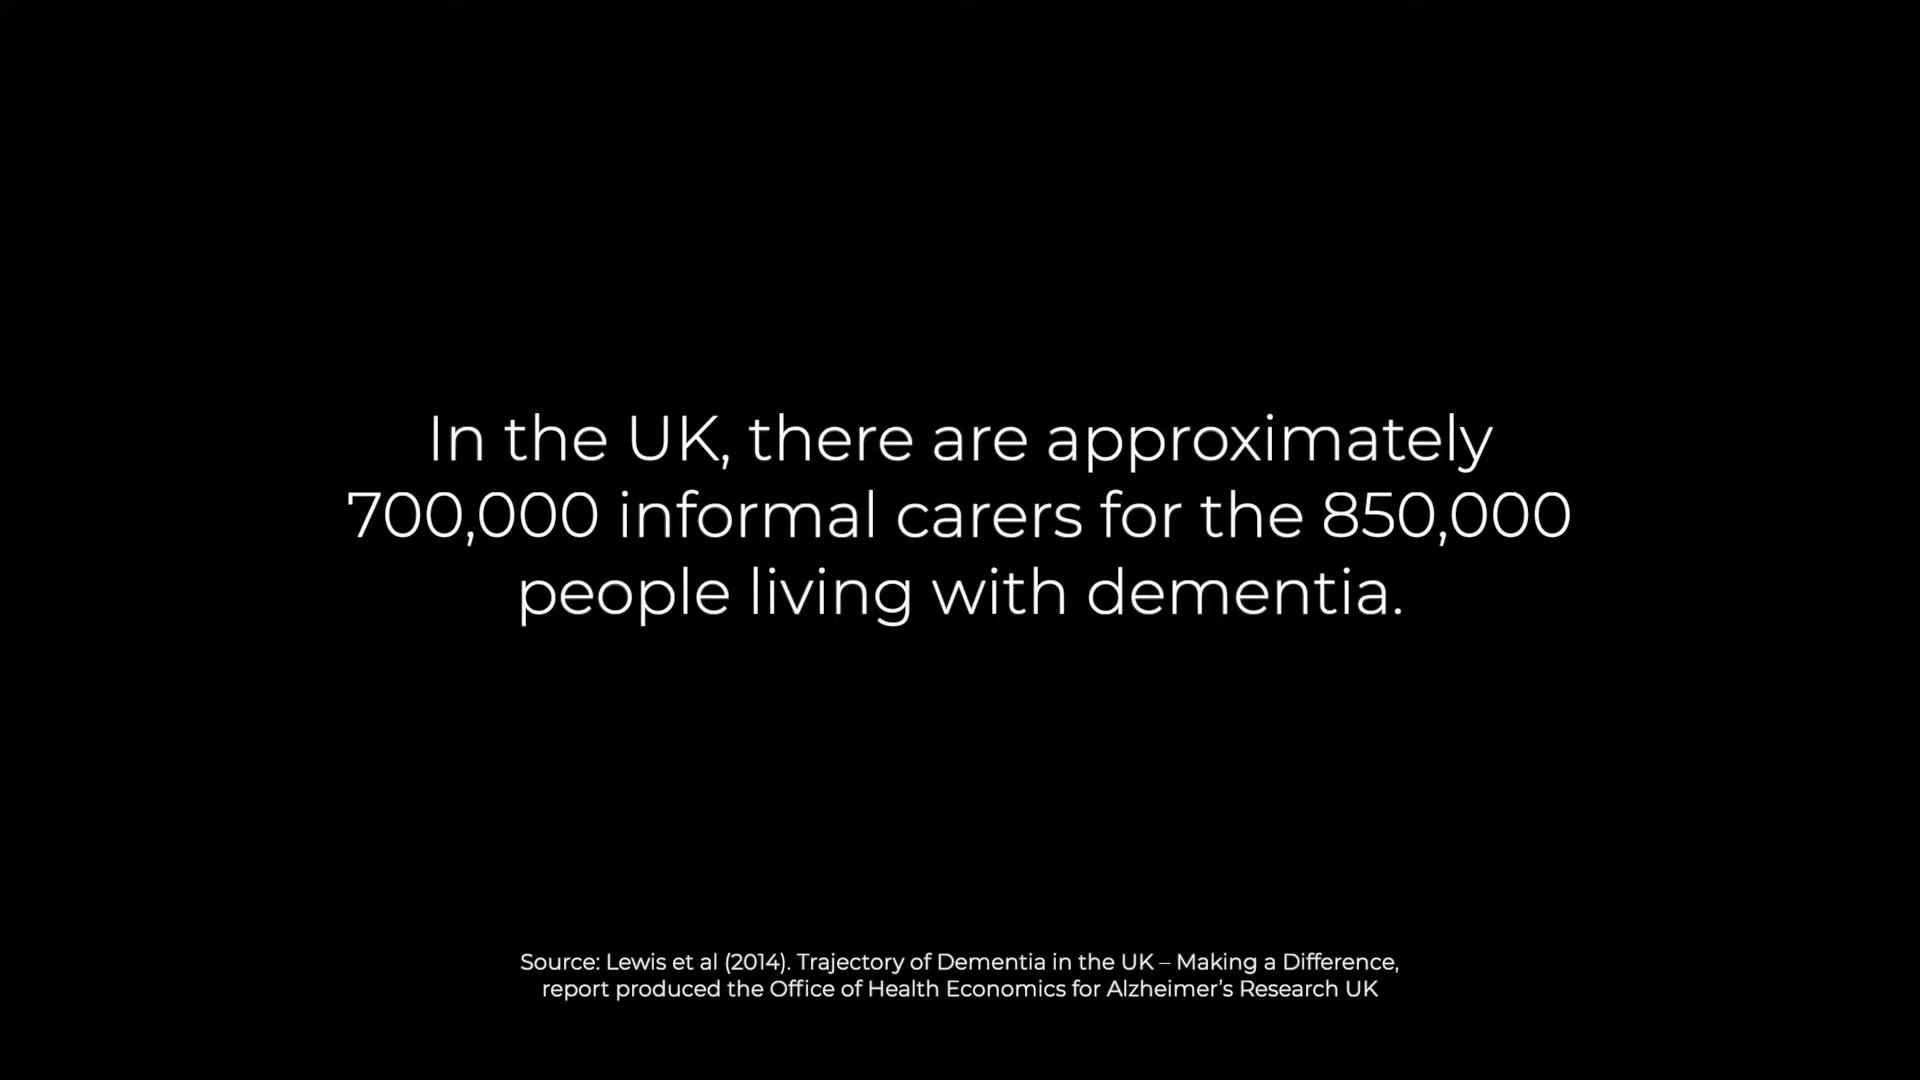 In the UK, there are approximately
700,000 informal carers for the 850,000
people living with dementia.
Source: Lewis et al (2014). Trajectory of Dementia in the UK – Making a Difference,
report produced the Office of Health Economics for Alzheimer’s Research UK